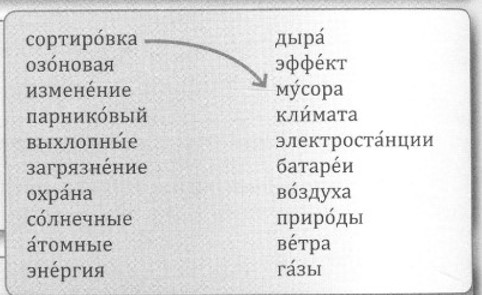 сортиро́вка дыра́
озо́новая эффе́кт
измене́ние му́сора
парнико́вый кли́мата
выхлопны́е электроста́нции
загрязне́ние батаре́и
охра́на во́здуха
со́лнечные приро́ды
а́томные ве́тра
эне́ргия га́зы